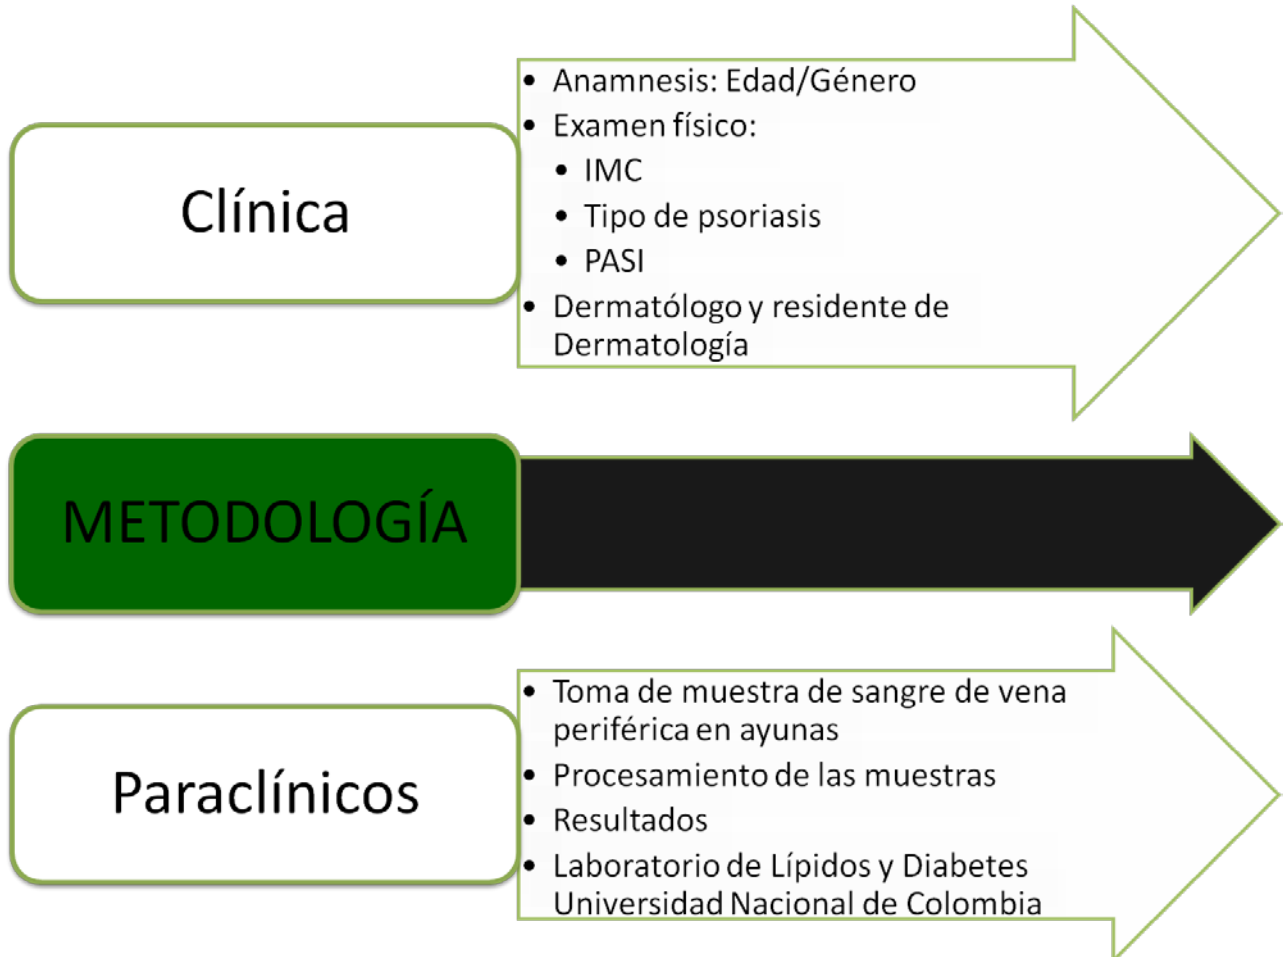 Clínica
• Anamnesis: Edad/Género
• Examen físico:
• IMC
• Tipo de psoriasis
• PASI
• Dermatólogo y residente de
Dermatología
METODOLOGÍA
Paraclínicos
• Toma de muestra de sangre de vena
periférica en ayunas
• Procesamiento de las muestras
• Resultados
• Laboratorio de Lípidos y Diabetes
Universidad Nacional de Colombia